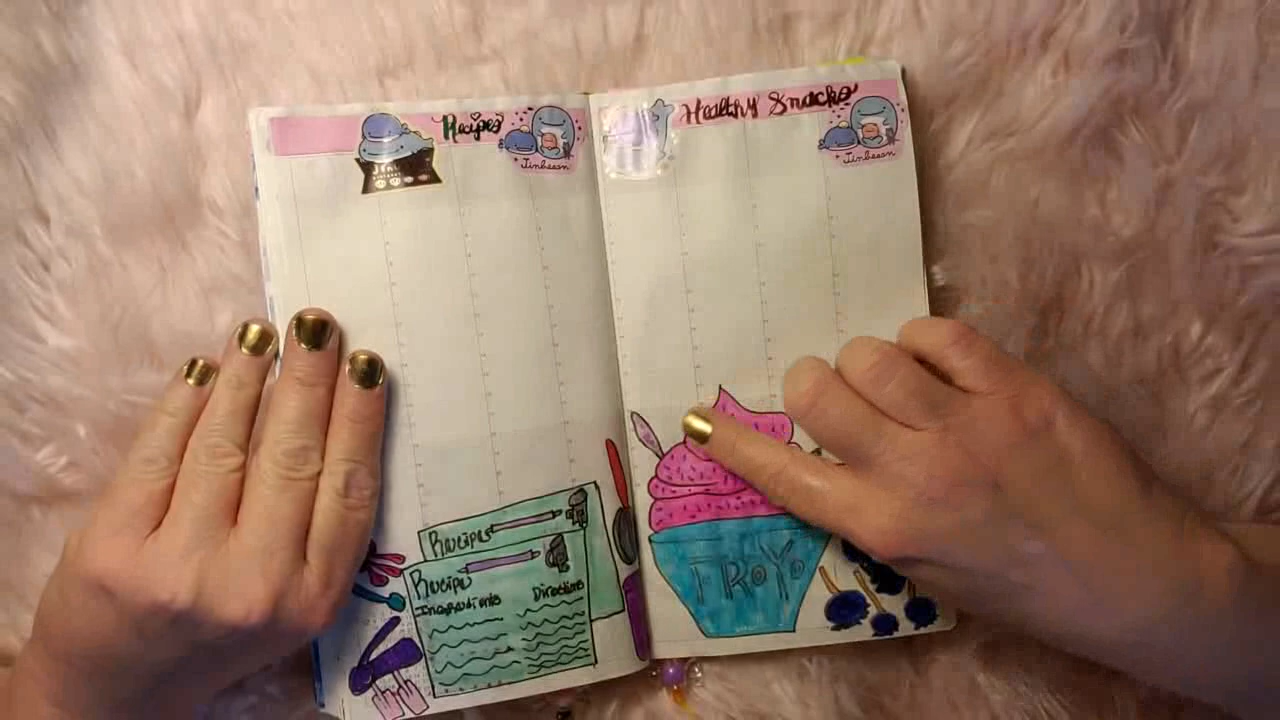 Recipes
Jinbesan
Healthy Snacks
Jinbesan
Recipes
Recipe
Ingredients
Directions
FROYO